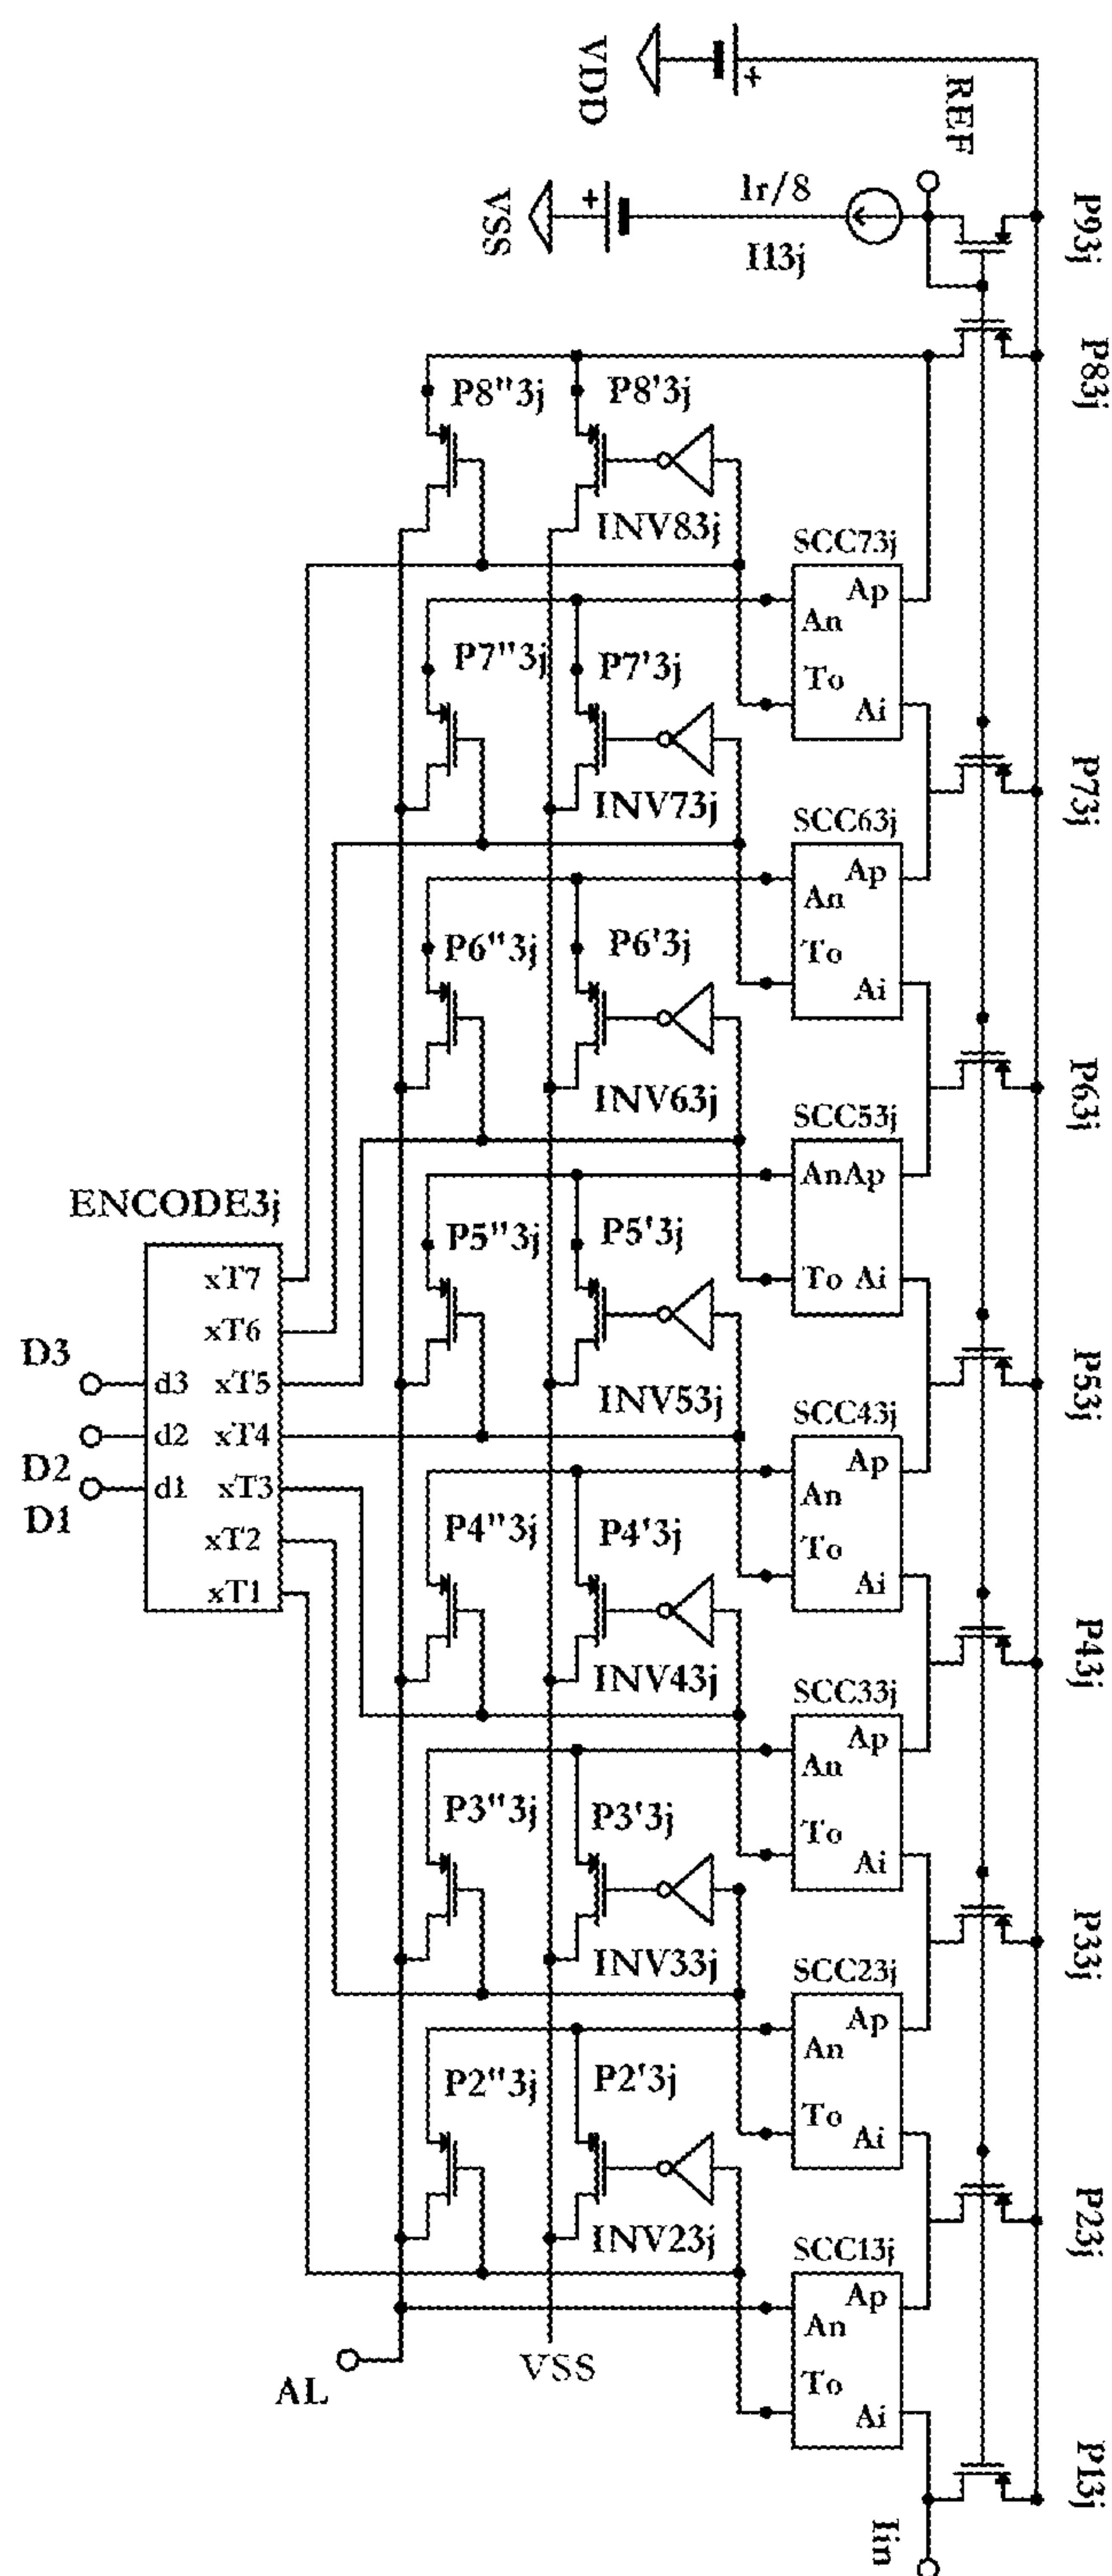 VDD
+
REF
VSS
+
Ir/8
I13j
P93j
P83j
P8"3j
P8'3j
INV83j
SCC73j
Ap
An
To
Ai
P7"3j
P7'3j
INV73j
P73j
SCC63j
Ap
An
To
Ai
P6"3j
P6'3j
INV63j
P63j
SCC53j
AnAp
To Ai
ENCODE3j
P5"3j
P5'3j
INV53j
P53j
xT7
xT6
D3
d3 xT5
d2 xT4
D2
d1 xT3
D1
xT2
xT1
SCC43j
Ap
An
To
Ai
P4"3j
P4'3j
INV43j
P43j
SCC33j
Ap
An
To
Ai
P3"3j
P3'3j
INV33j
P33j
SCC23j
Ap
An
To
Ai
P2"3j
P2'3j
INV23j
P23j
SCC13j
Ap
An
To
Ai
VSS
AL
P13j
Iin